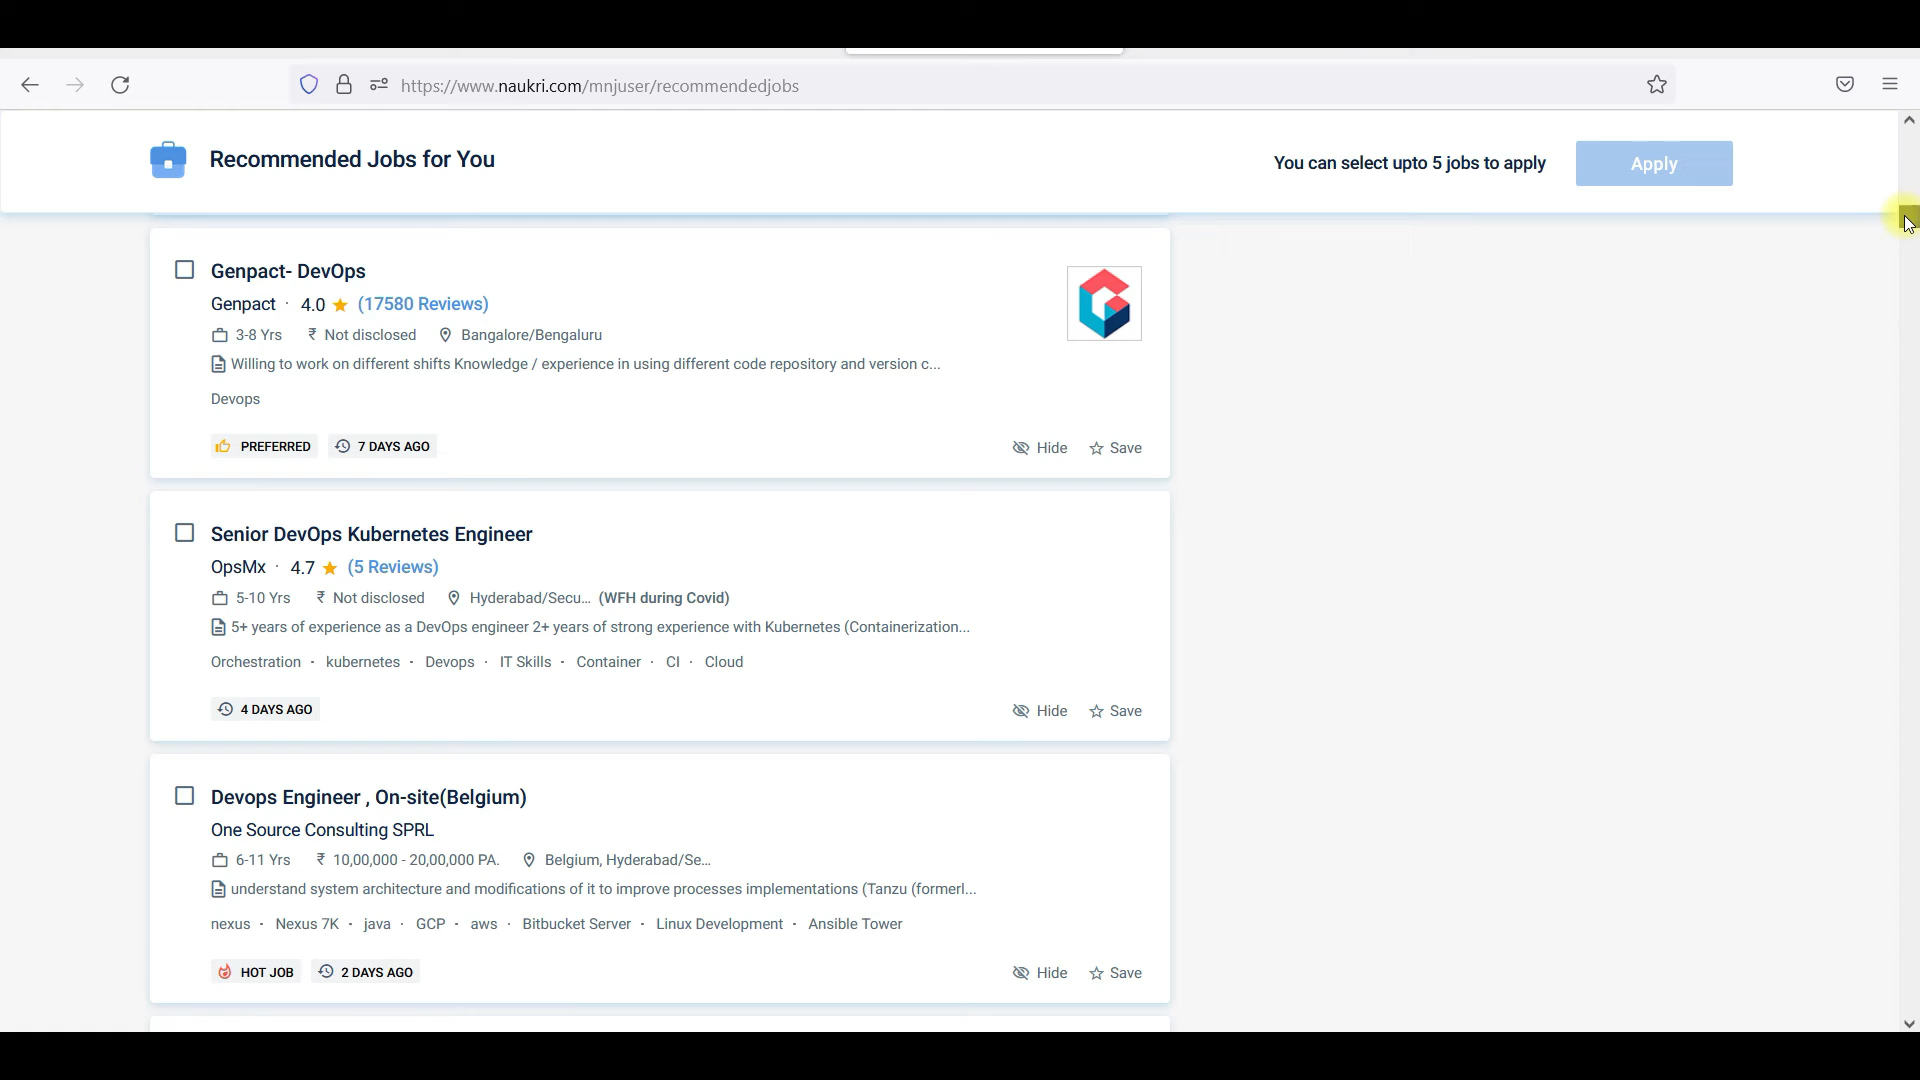 https://www.naukri.com/mnjuser/recommendedjobs
Recommended Jobs for You
You can select upto 5 jobs to apply
Apply
Genpact- DevOps
Genpact · 4.0 (17580 Reviews)
3-8 Yrs ₹ Not disclosed Bangalore/Bengaluru
Willing to work on different shifts Knowledge / experience in using different code repository and version c...
Devops
PREFERRED 7 DAYS AGO
Hide Save
Senior DevOps Kubernetes Engineer
OpsMx · 4.7 (5 Reviews)
5-10 Yrs ₹ Not disclosed Hyderabad/Secu... (WFH during Covid)
5+ years of experience as a DevOps engineer 2+ years of strong experience with Kubernetes (Containerization...
Orchestration · kubernetes · Devops · IT Skills · Container · CI · Cloud
4 DAYS AGO
Hide Save
Devops Engineer , On-site(Belgium)
One Source Consulting SPRL
6-11 Yrs ₹ 10,00,000 - 20,00,000 PA. Belgium, Hyderabad/Se...
understand system architecture and modifications of it to improve processes implementations (Tanzu (formerl...
nexus · Nexus 7K · java · GCP · aws · Bitbucket Server · Linux Development · Ansible Tower
HOT JOB 2 DAYS AGO
Hide Save